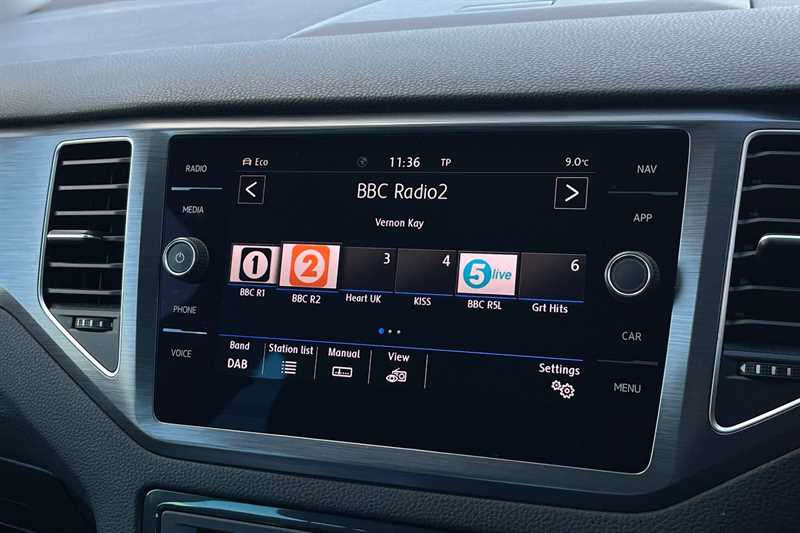 RADIO
MEDIA
PHONE
VOICE
Eco 11:36 TP 9.0°C
BBC Radio2
Vernon Kay
1 2 3 4 5 live 6
BBC R1 BBC R2 Heart UK KISS BBC R5L Grt Hits
Band Station list Manual View Settings
DAB
NAV
APP
CAR
MENU